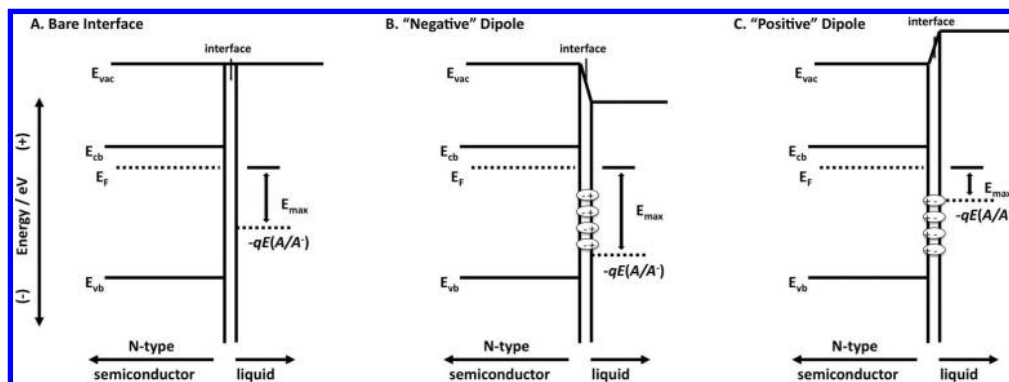 A. Bare Interface
B. “Negative” Dipole
C. “Positive” Dipole
interface
interface
interface
Evac
Evac
Evac
Energy / eV
(+)
(-)
Ecb
EF
Emax
-qE(A/A-)
Evb
Ecb
EF
- +
- +
- +
- +
Emax
-qE(A/A-)
Evb
Ecb
EF
+ -
+ -
+ -
+ -
Emax
-qE(A/A-)
Evb
N-type
semiconductor
liquid
N-type
semiconductor
liquid
N-type
semiconductor
liquid